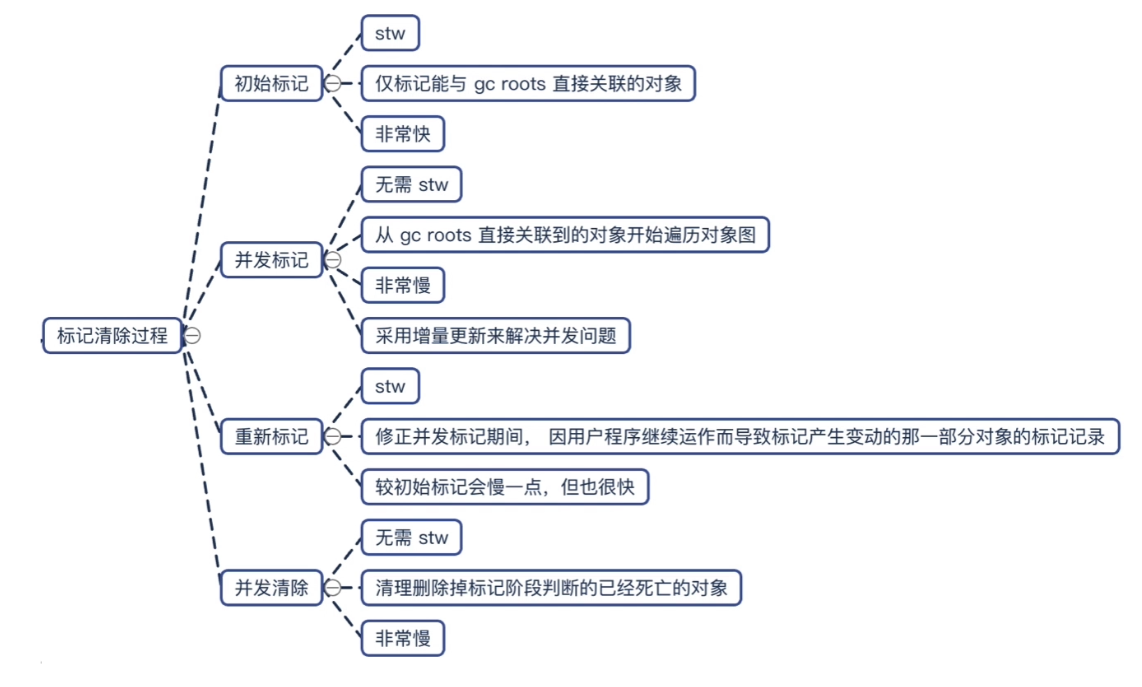 标记清除过程
初始标记
stw
仅标记能与 gc roots 直接关联的对象
非常快
并发标记
无需 stw
从 gc roots 直接关联到的对象开始遍历对象图
非常慢
采用增量更新来解决并发问题
重新标记
stw
修正并发标记期间， 因用户程序继续运作而导致标记产生变动的那一部分对象的标记记录
较初始标记会慢一点，但也很快
并发清除
无需 stw
清理删除掉标记阶段判断的已经死亡的对象
非常慢